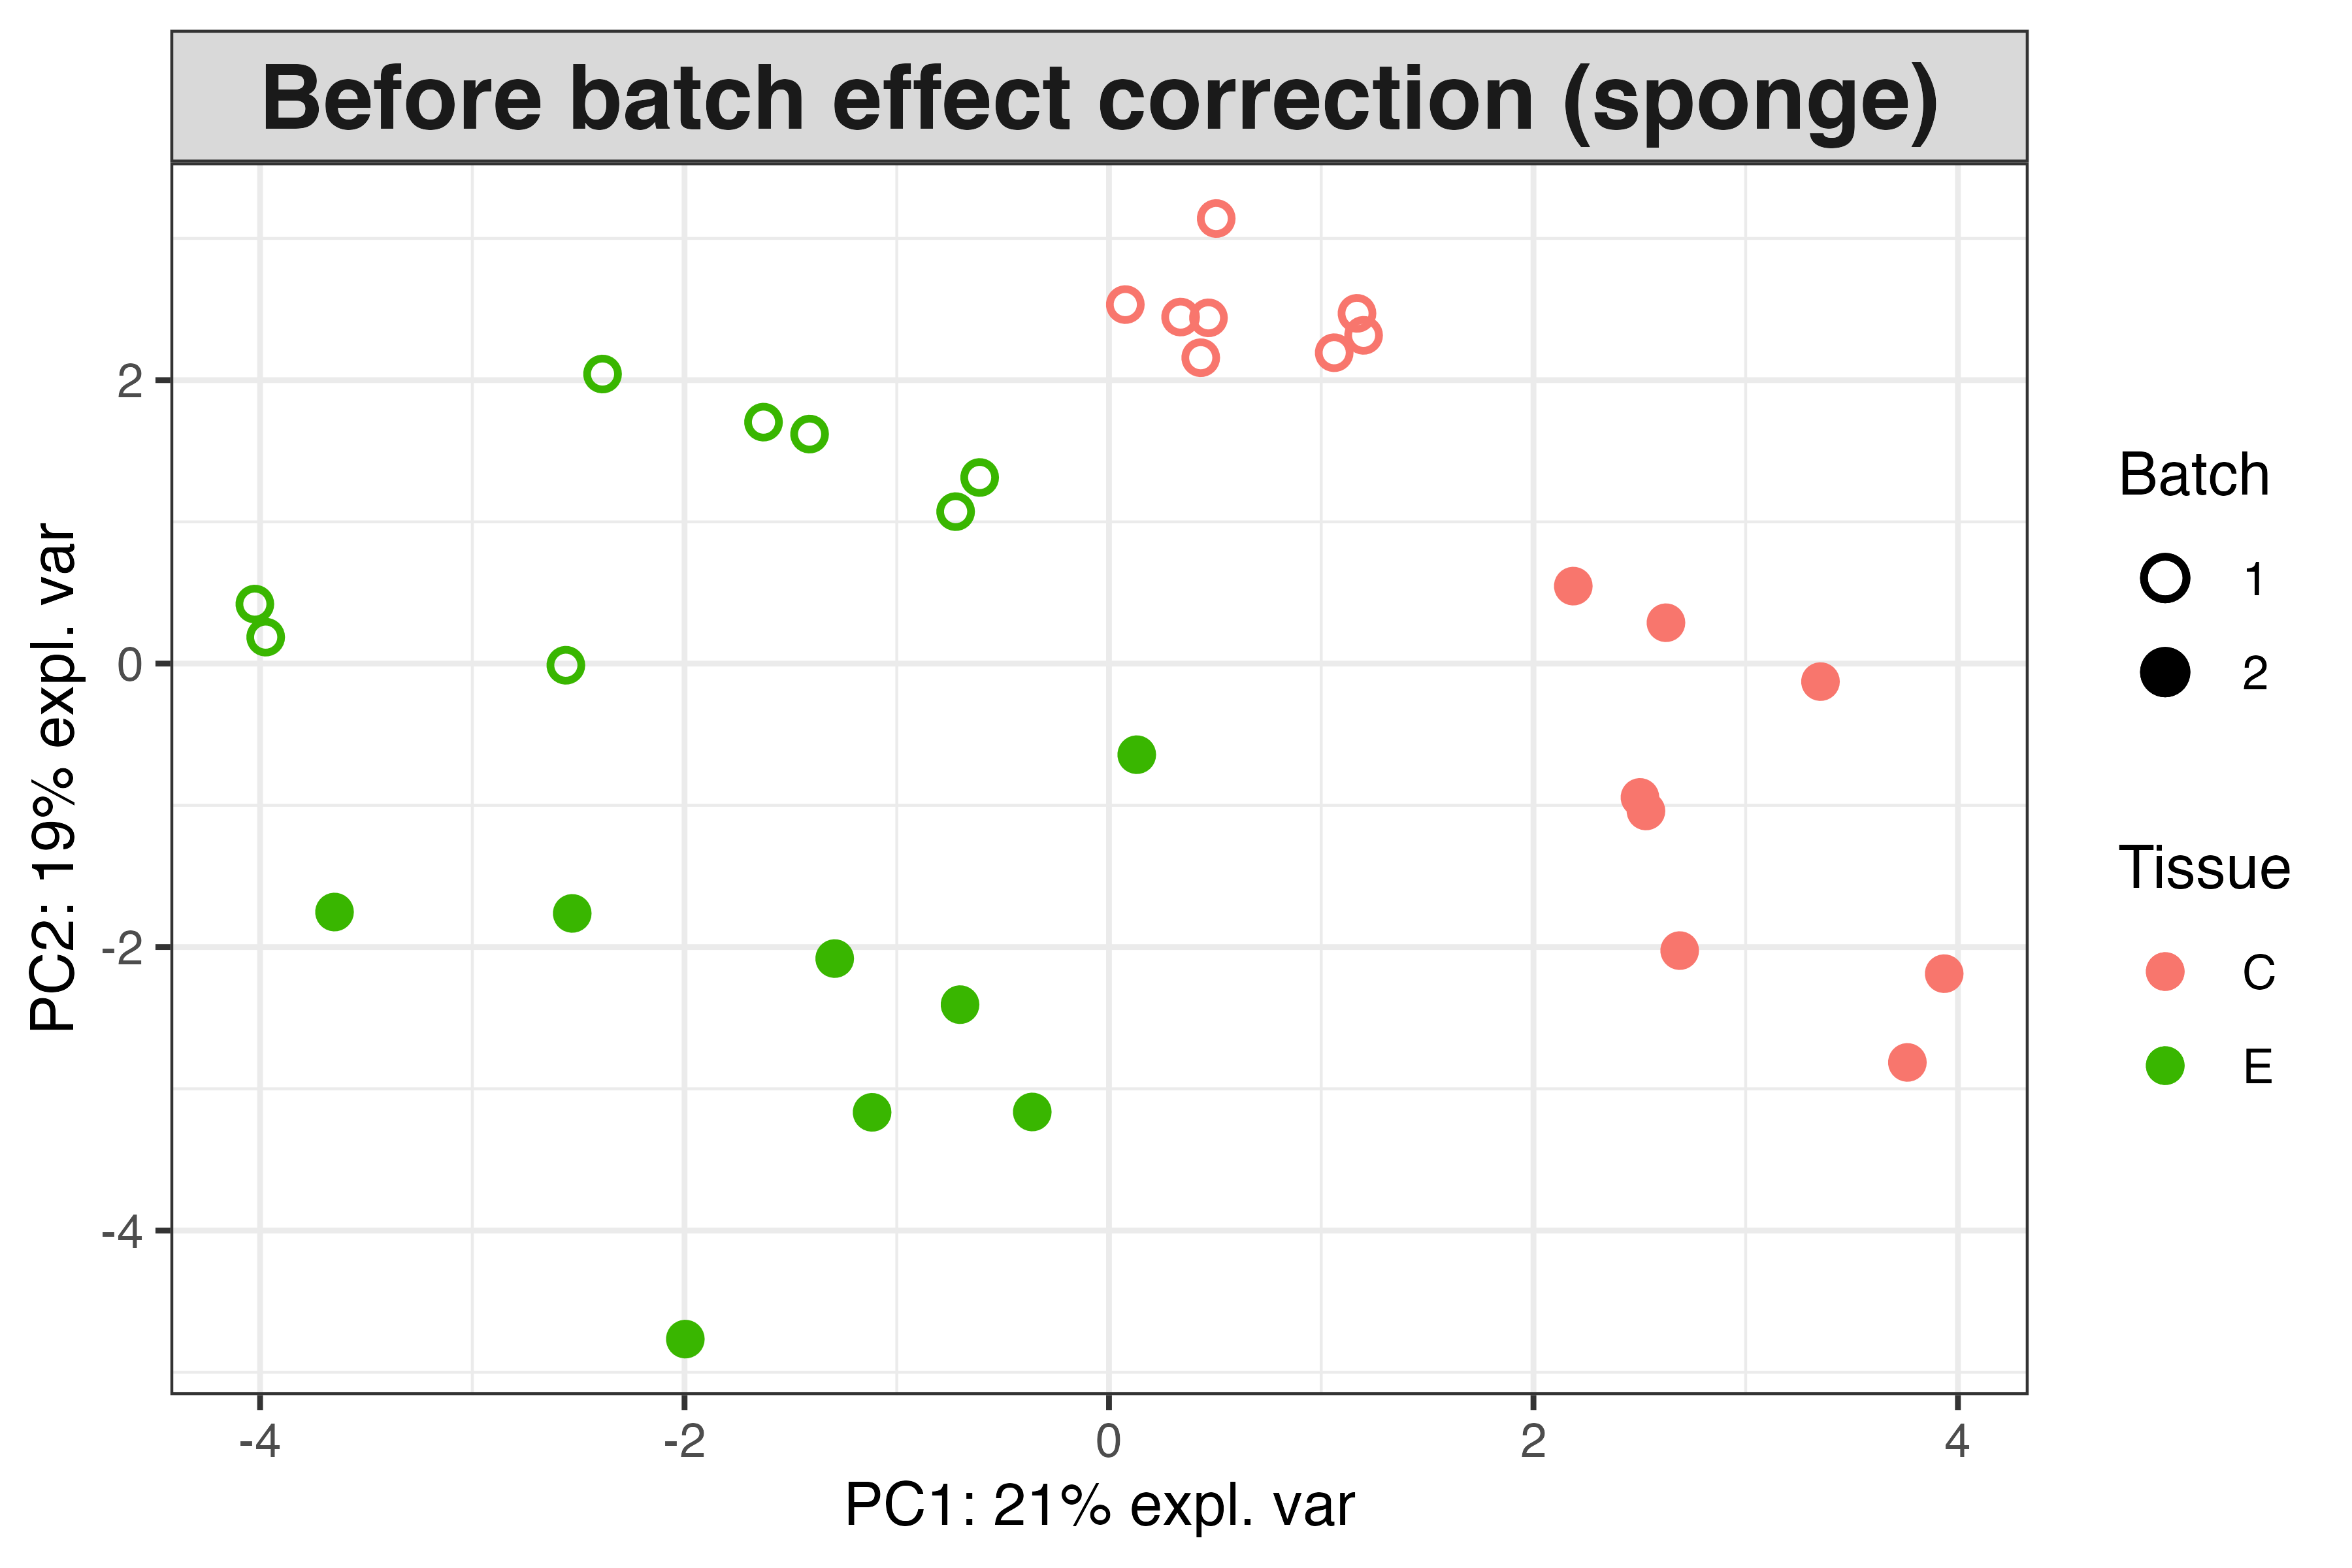 Before batch effect correction (sponge)
PC2: 19% expl. var
2
0
-2
-4
-4
-2
0
2
4
PC1: 21% expl. var
Batch
1
2
Tissue
C
E